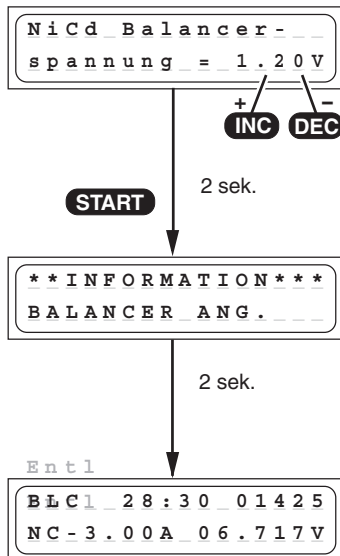 NiCd Balancer-
spannung = 1.20V
+ -
INC DEC
START
2 sek.
**INFORMATION***
BALANCER ANG.
2 sek.
Entl
BLC 28:30 01425
NC-3.00A 06.717V